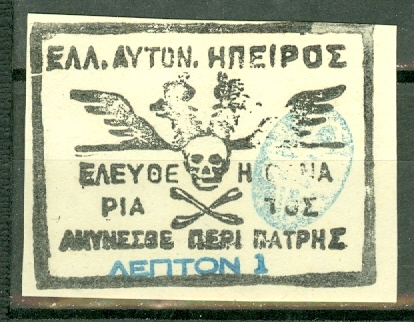 ΕΛΛ. ΑΥΤΟΝ. ΗΠΕΙΡΟΣ
ΕΛΕΥΘΕ Η ΘΑΝΑ
ΡΙΑ ΤΟΣ
ΑΜΥΝΕΣΘΕ ΠΕΡΙ ΠΑΤΡΗΣ
ΛΕΠΤΟΝ 1